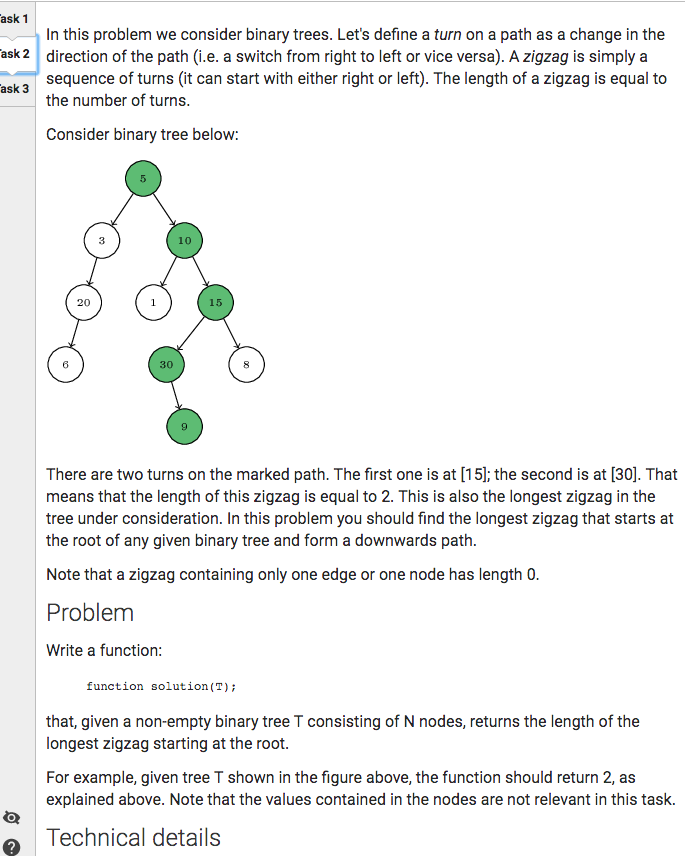 ask 1
ask 2
ask 3
In this problem we consider binary trees. Let's define a turn on a path as a change in the
direction of the path (i.e. a switch from right to left or vice versa). A zigzag is simply a
sequence of turns (it can start with either right or left). The length of a zigzag is equal to
the number of turns.
Consider binary tree below:
5
3 10
20 1 15
6 30 8
9
There are two turns on the marked path. The first one is at [15]; the second is at [30]. That
means that the length of this zigzag is equal to 2. This is also the longest zigzag in the
tree under consideration. In this problem you should find the longest zigzag that starts at
the root of any given binary tree and form a downwards path.
Note that a zigzag containing only one edge or one node has length 0.
Problem
Write a function:
function solution(T);
that, given a non-empty binary tree T consisting of N nodes, returns the length of the
longest zigzag starting at the root.
For example, given tree T shown in the figure above, the function should return 2, as
explained above. Note that the values contained in the nodes are not relevant in this task.
Technical details
?